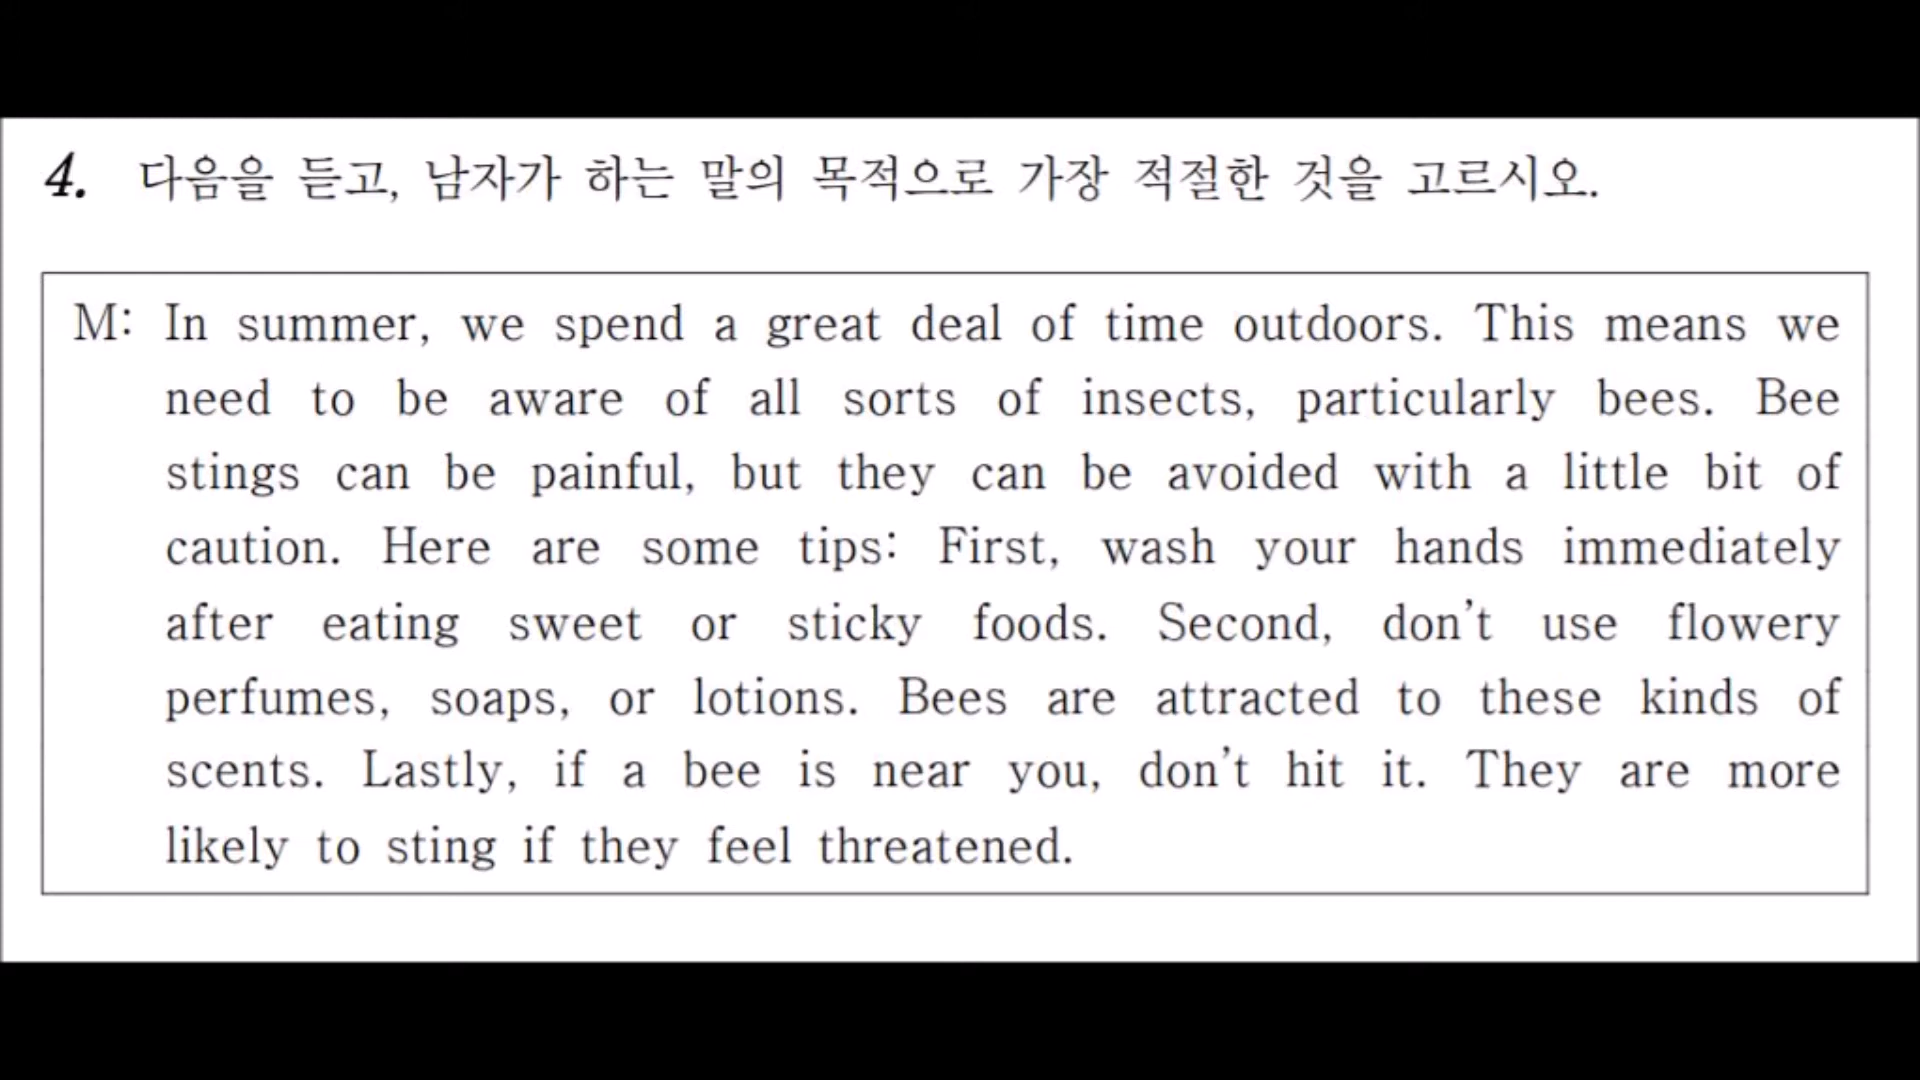 4. 다음을 듣고, 남자가 하는 말의 목적으로 가장 적절한 것을 고르시오.
M: In summer, we spend a great deal of time outdoors. This means we
need to be aware of all sorts of insects, particularly bees. Bee
stings can be painful, but they can be avoided with a little bit of
caution. Here are some tips: First, wash your hands immediately
after eating sweet or sticky foods. Second, don't use flowery
perfumes, soaps, or lotions. Bees are attracted to these kinds of
scents. Lastly, if a bee is near you, don't hit it. They are more
likely to sting if they feel threatened.